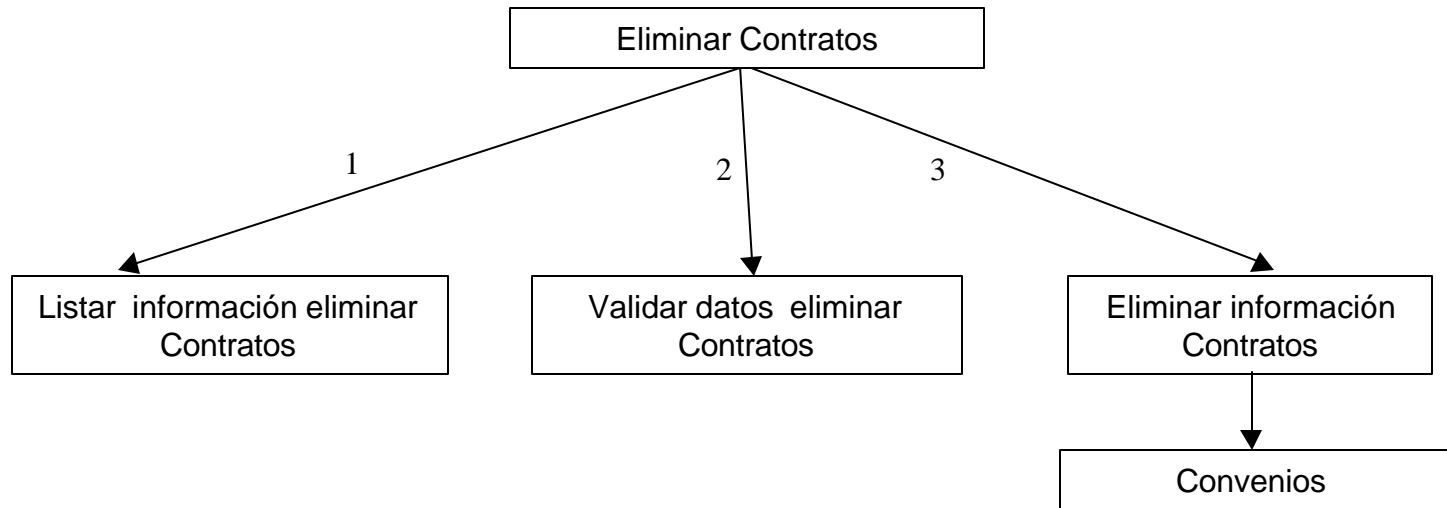 Eliminar Contratos
1
2
3
Listar información eliminar
Contratos
Validar datos eliminar
Contratos
Eliminar información
Contratos
Convenios